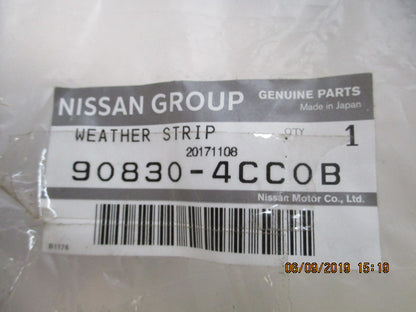 NISSAN GROUP
GENUINE PARTS
Made in Japan
WEATHER STRIP QTY 1
20171108
90830-4CC0B
Nissan Motor Co., Ltd.
06/09/2019 15:19